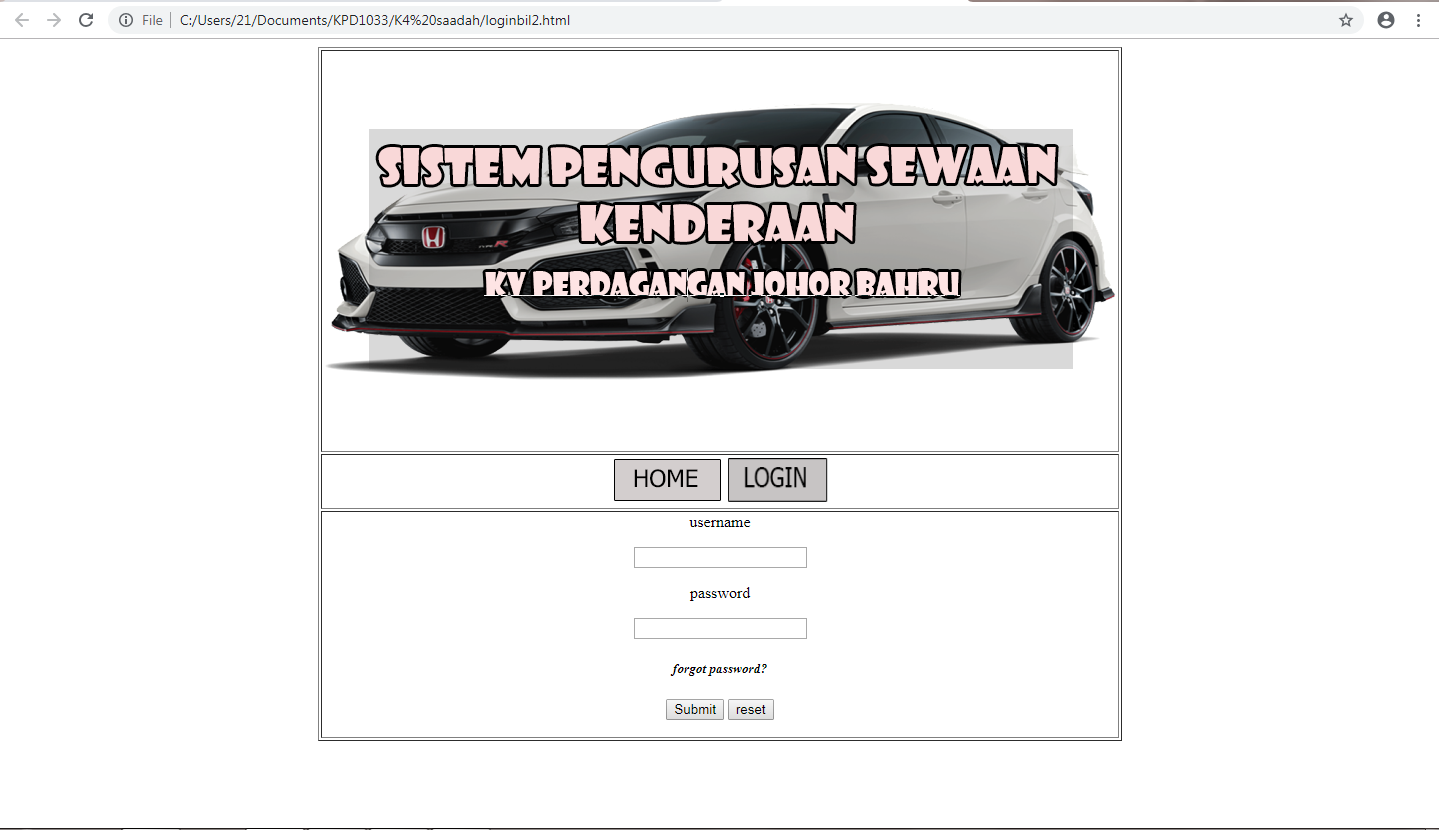 File
C:/Users/21/Documents/KPD1033/K4%20saadah/loginbil2.html
SISTEM PENGURUSAN SEWAAN
KENDERAAN
KV PERDAGANGAN JOHOR BAHRU
HOME
LOGIN
username
password
forgot password?
Submit
reset